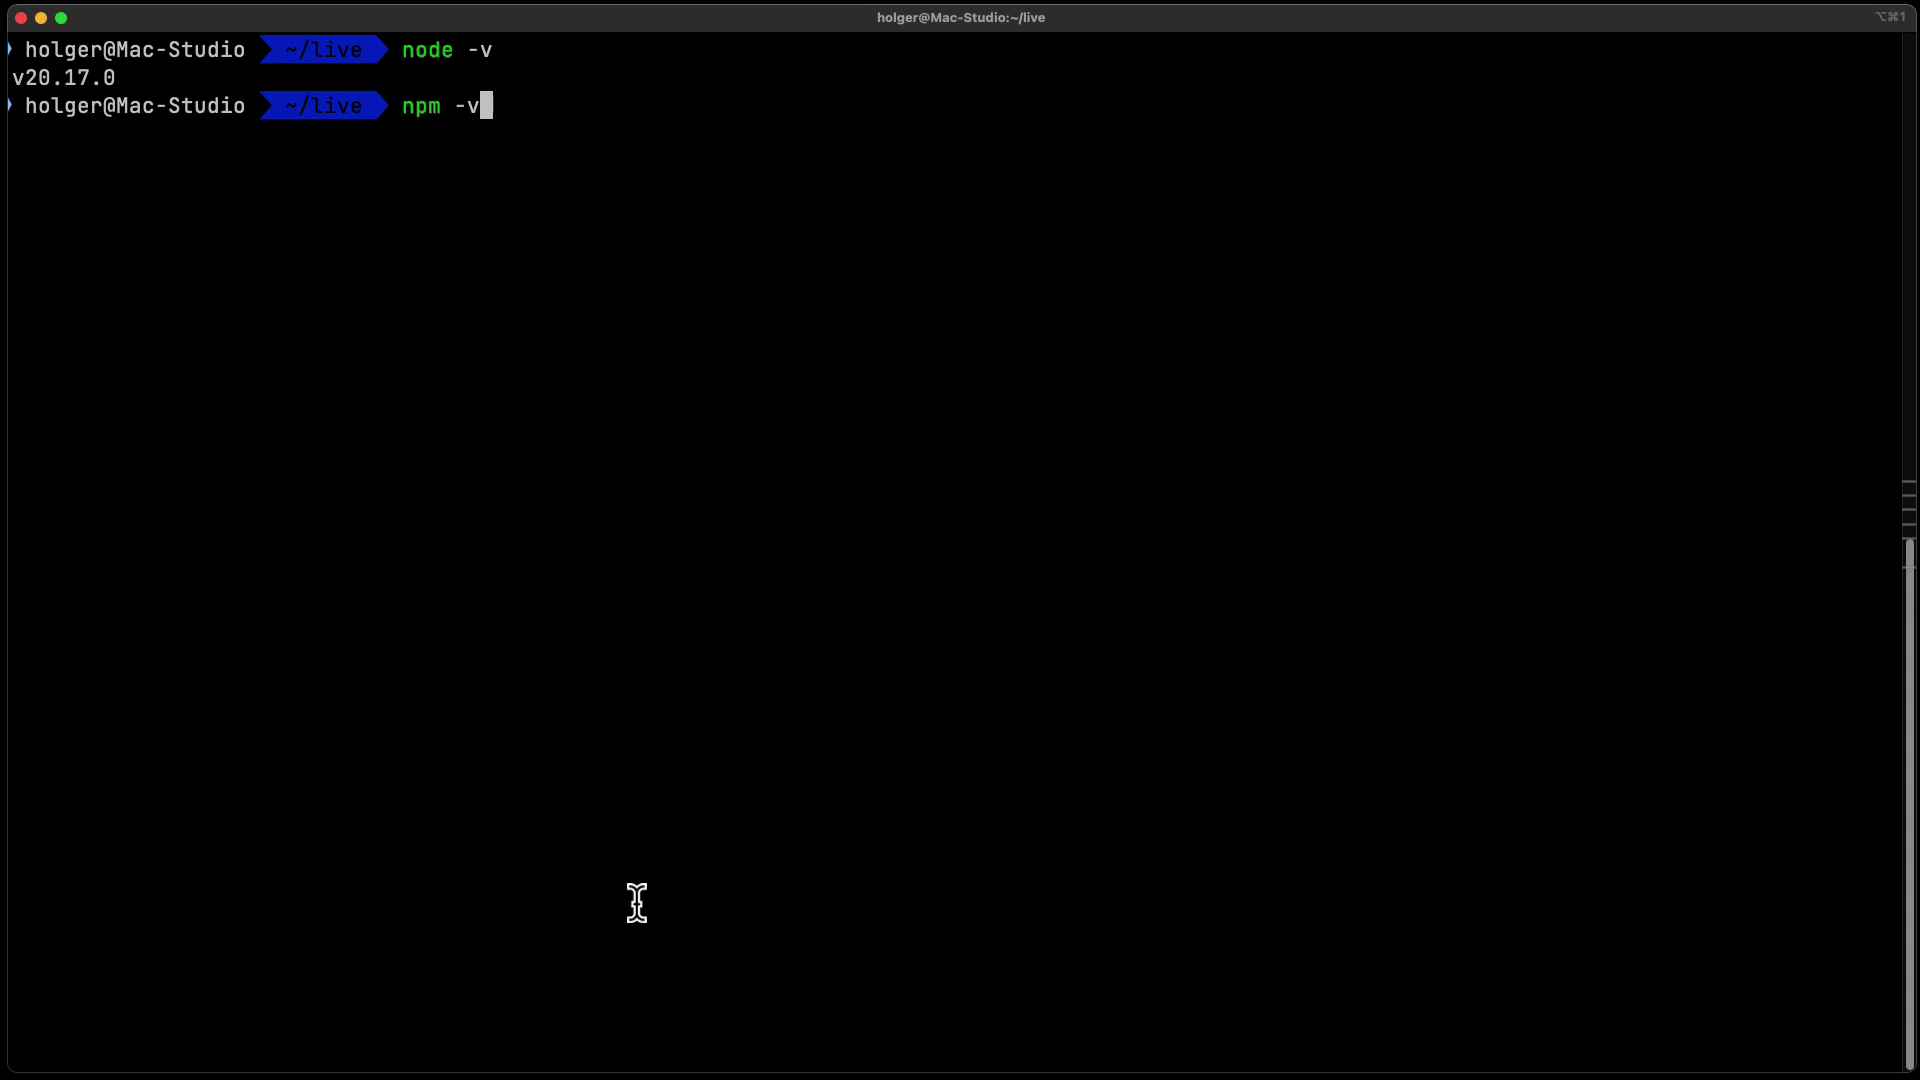 holger@Mac-Studio:~/live
⌥⌘1
holger@Mac-Studio ~/live node -v
v20.17.0
holger@Mac-Studio ~/live npm -v